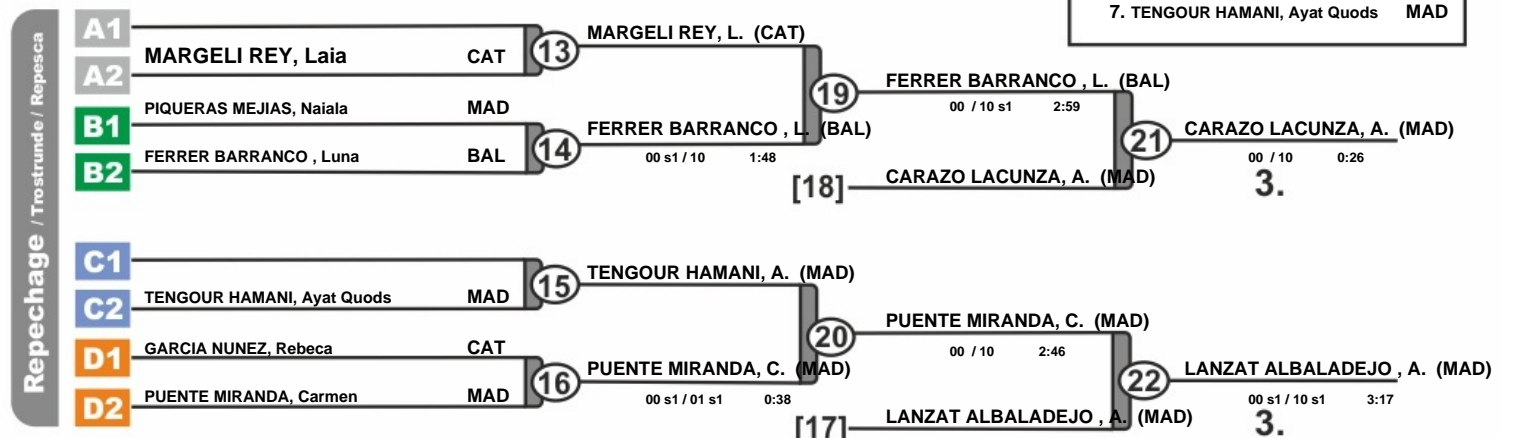 7. TENGOUR HAMANI, Ayat Quods MAD
Repechage / Trostrunde / Repesca
A1
MARGELI REY, Laia CAT
A2
13
MARGELI REY, L. (CAT)
B1
PIQUERAS MEJIAS, Naiala MAD
B2
FERRER BARRANCO , Luna BAL
14
FERRER BARRANCO , L. (BAL)
00 s1 / 10 1:48
19
FERRER BARRANCO , L. (BAL)
00 / 10 s1 2:59
[18]
CARAZO LACUNZA, A. (MAD)
21
CARAZO LACUNZA, A. (MAD)
00 / 10 0:26
3.
C1
C2
TENGOUR HAMANI, Ayat Quods MAD
15
TENGOUR HAMANI, A. (MAD)
D1
GARCIA NUNEZ, Rebeca CAT
D2
PUENTE MIRANDA, Carmen MAD
16
PUENTE MIRANDA, C. (MAD)
00 s1 / 01 s1 0:38
20
PUENTE MIRANDA, C. (MAD)
00 / 10 2:46
[17]
LANZAT ALBALADEJO , A. (MAD)
22
LANZAT ALBALADEJO , A. (MAD)
00 s1 / 10 s1 3:17
3.